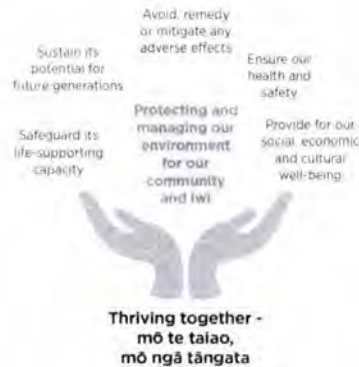 Avoid, remedy
or mitigate any
adverse effects
Sustain its
potential for
future generations
Ensure our
health and
safety
Safeguard its
life-supporting
capacity
Protecting and
managing our
environment
for our
community
and iwi
Provide for our
social, economic
and cultural
well-being
Thriving together -
mō te taiao,
mō ngā tāngata